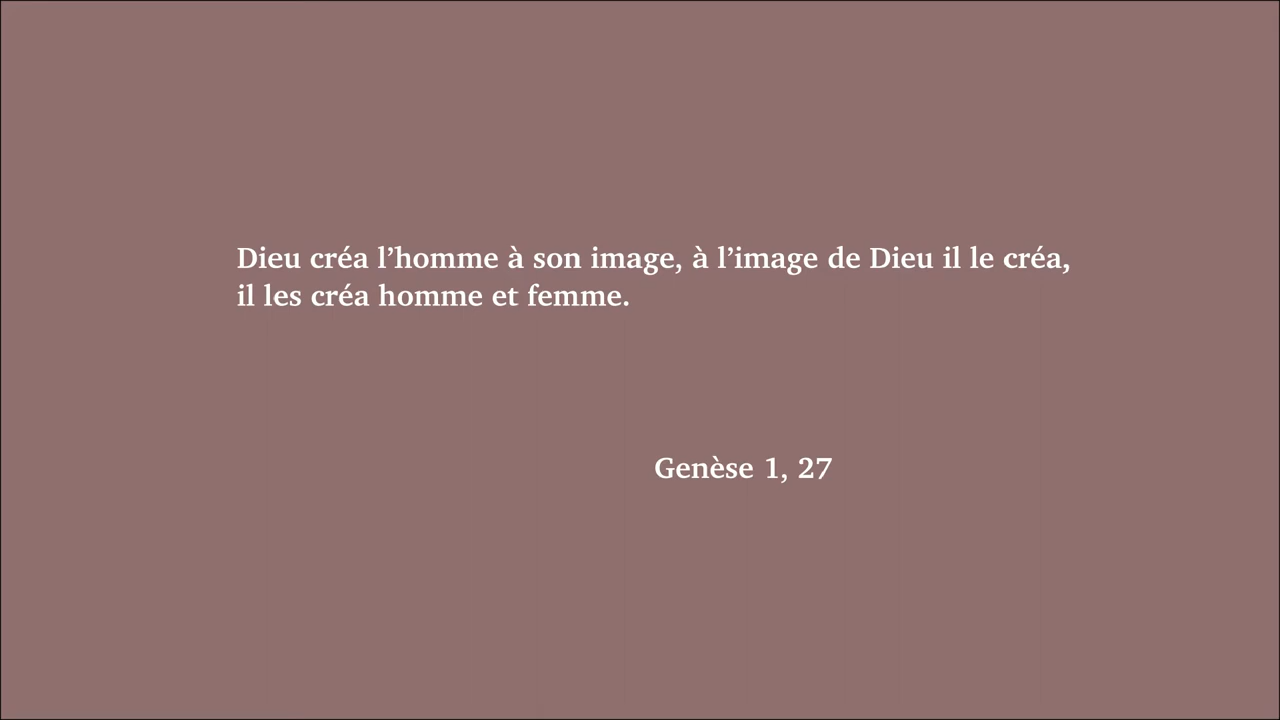 Dieu créa l’homme à son image, à l’image de Dieu il le créa,
il les créa homme et femme.
Genèse 1, 27